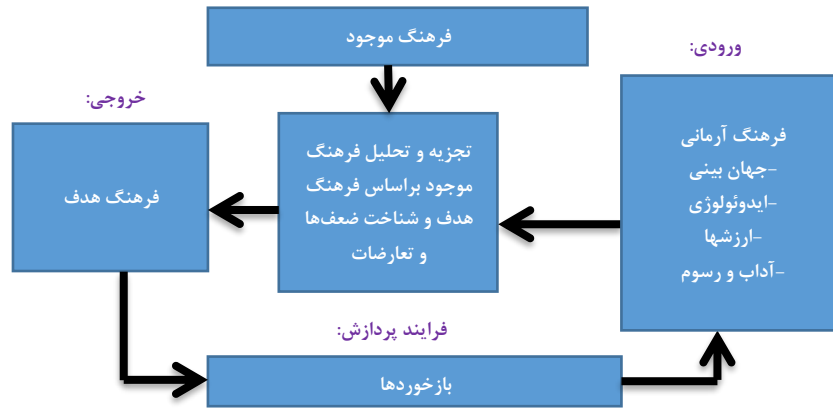 فرهنگ موجود
ورودی:
فرهنگ آرمانی
-جهان بینی
-ایدوئولوژی
-ارزشها
-آداب و رسوم
تجزیه و تحلیل فرهنگ
موجود براساس فرهنگ
هدف و شناخت ضعف‌ها
و تعارضات
خروجی:
فرهنگ هدف
فرایند پردازش:
بازخوردها